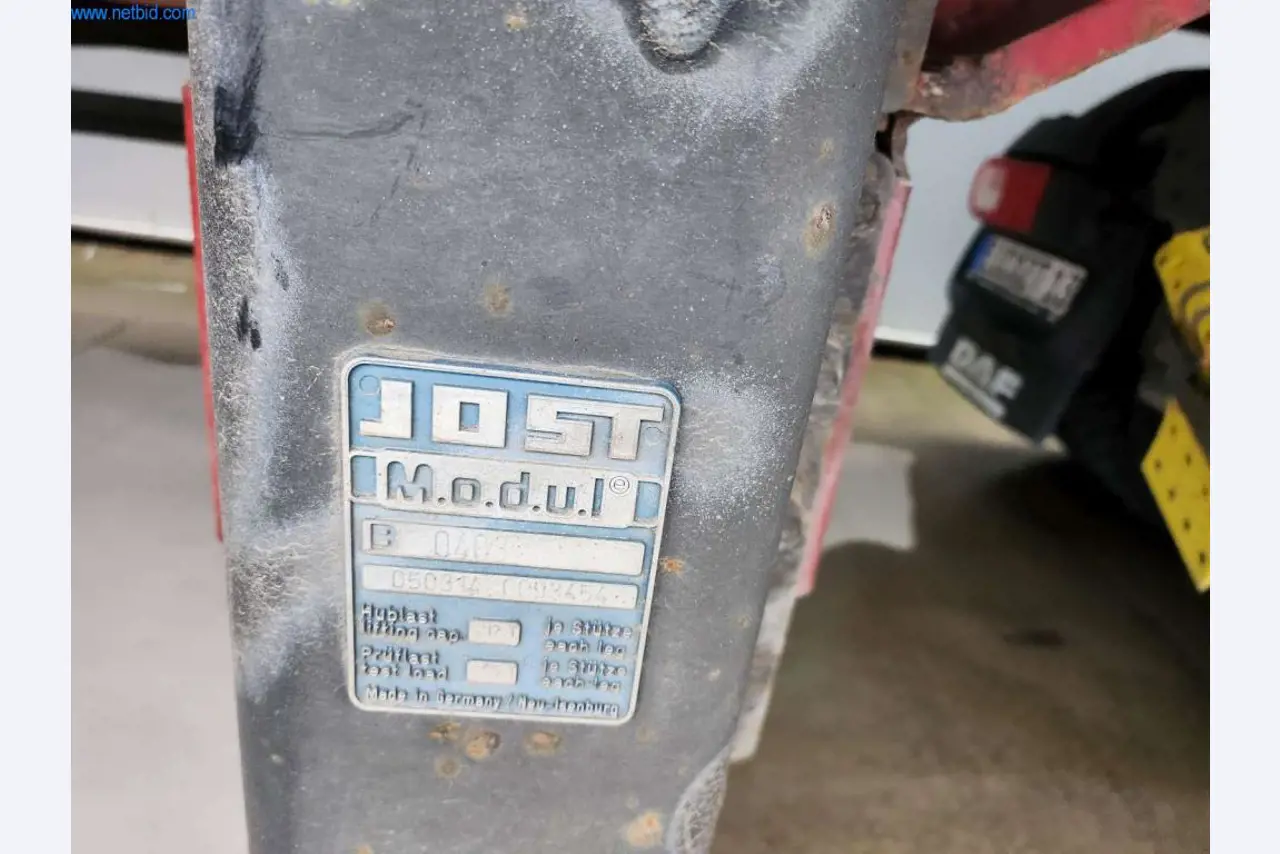 www.netbid.com
JOST
M.o.d.u.l e
B
Hublast je Stütze
lifting cap. each leg
Prüflast je Stütze
test load each leg
Made in Germany / Neu-Isenburg
DAF